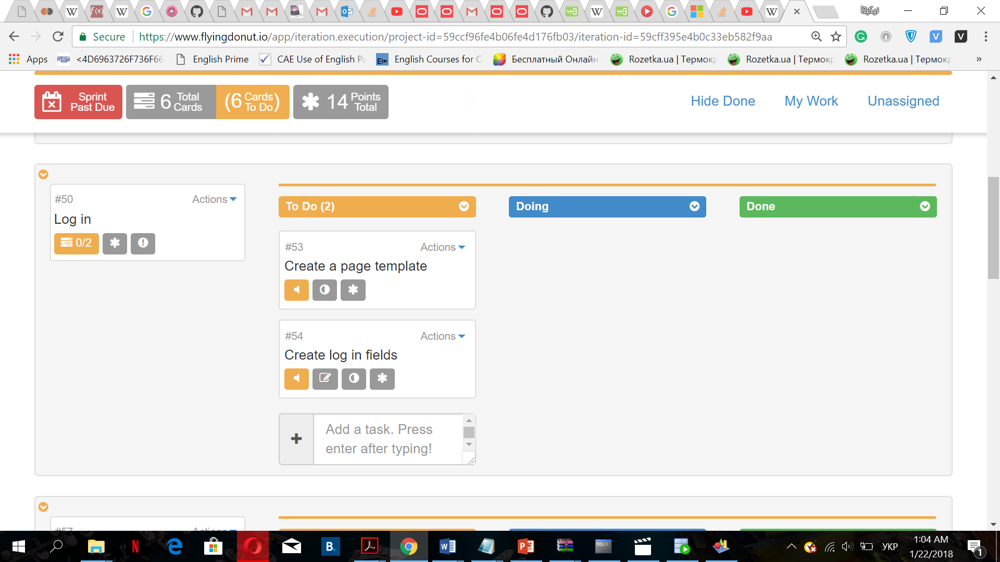 نيكيتا
Secure
https://www.flyingdonut.io/app/iteration.execution/project-id=59ccf96fe4b06fe4d176fb03/iteration-id=59cff395e4b0c33eb582f9aa
Apps
<4D6963726F736F66
English Prime
CAE Use of English Pa
English Courses for C
Бесплатный Онлайн
Rozetka.ua | Термокр
Rozetka.ua | Термокр
Rozetka.ua | Термокр
»
Sprint
Past Due
6 Total
Cards
(6 Cards
To Do)
14 Points
Total
Hide Done
My Work
Unassigned
#50
Actions
Log in
0/2
To Do (2)
Doing
Done
#53
Actions
Create a page template
#54
Actions
Create log in fields
Add a task. Press
enter after typing!
#57
Actions
УКР
1:04 AM
1/22/2018
1